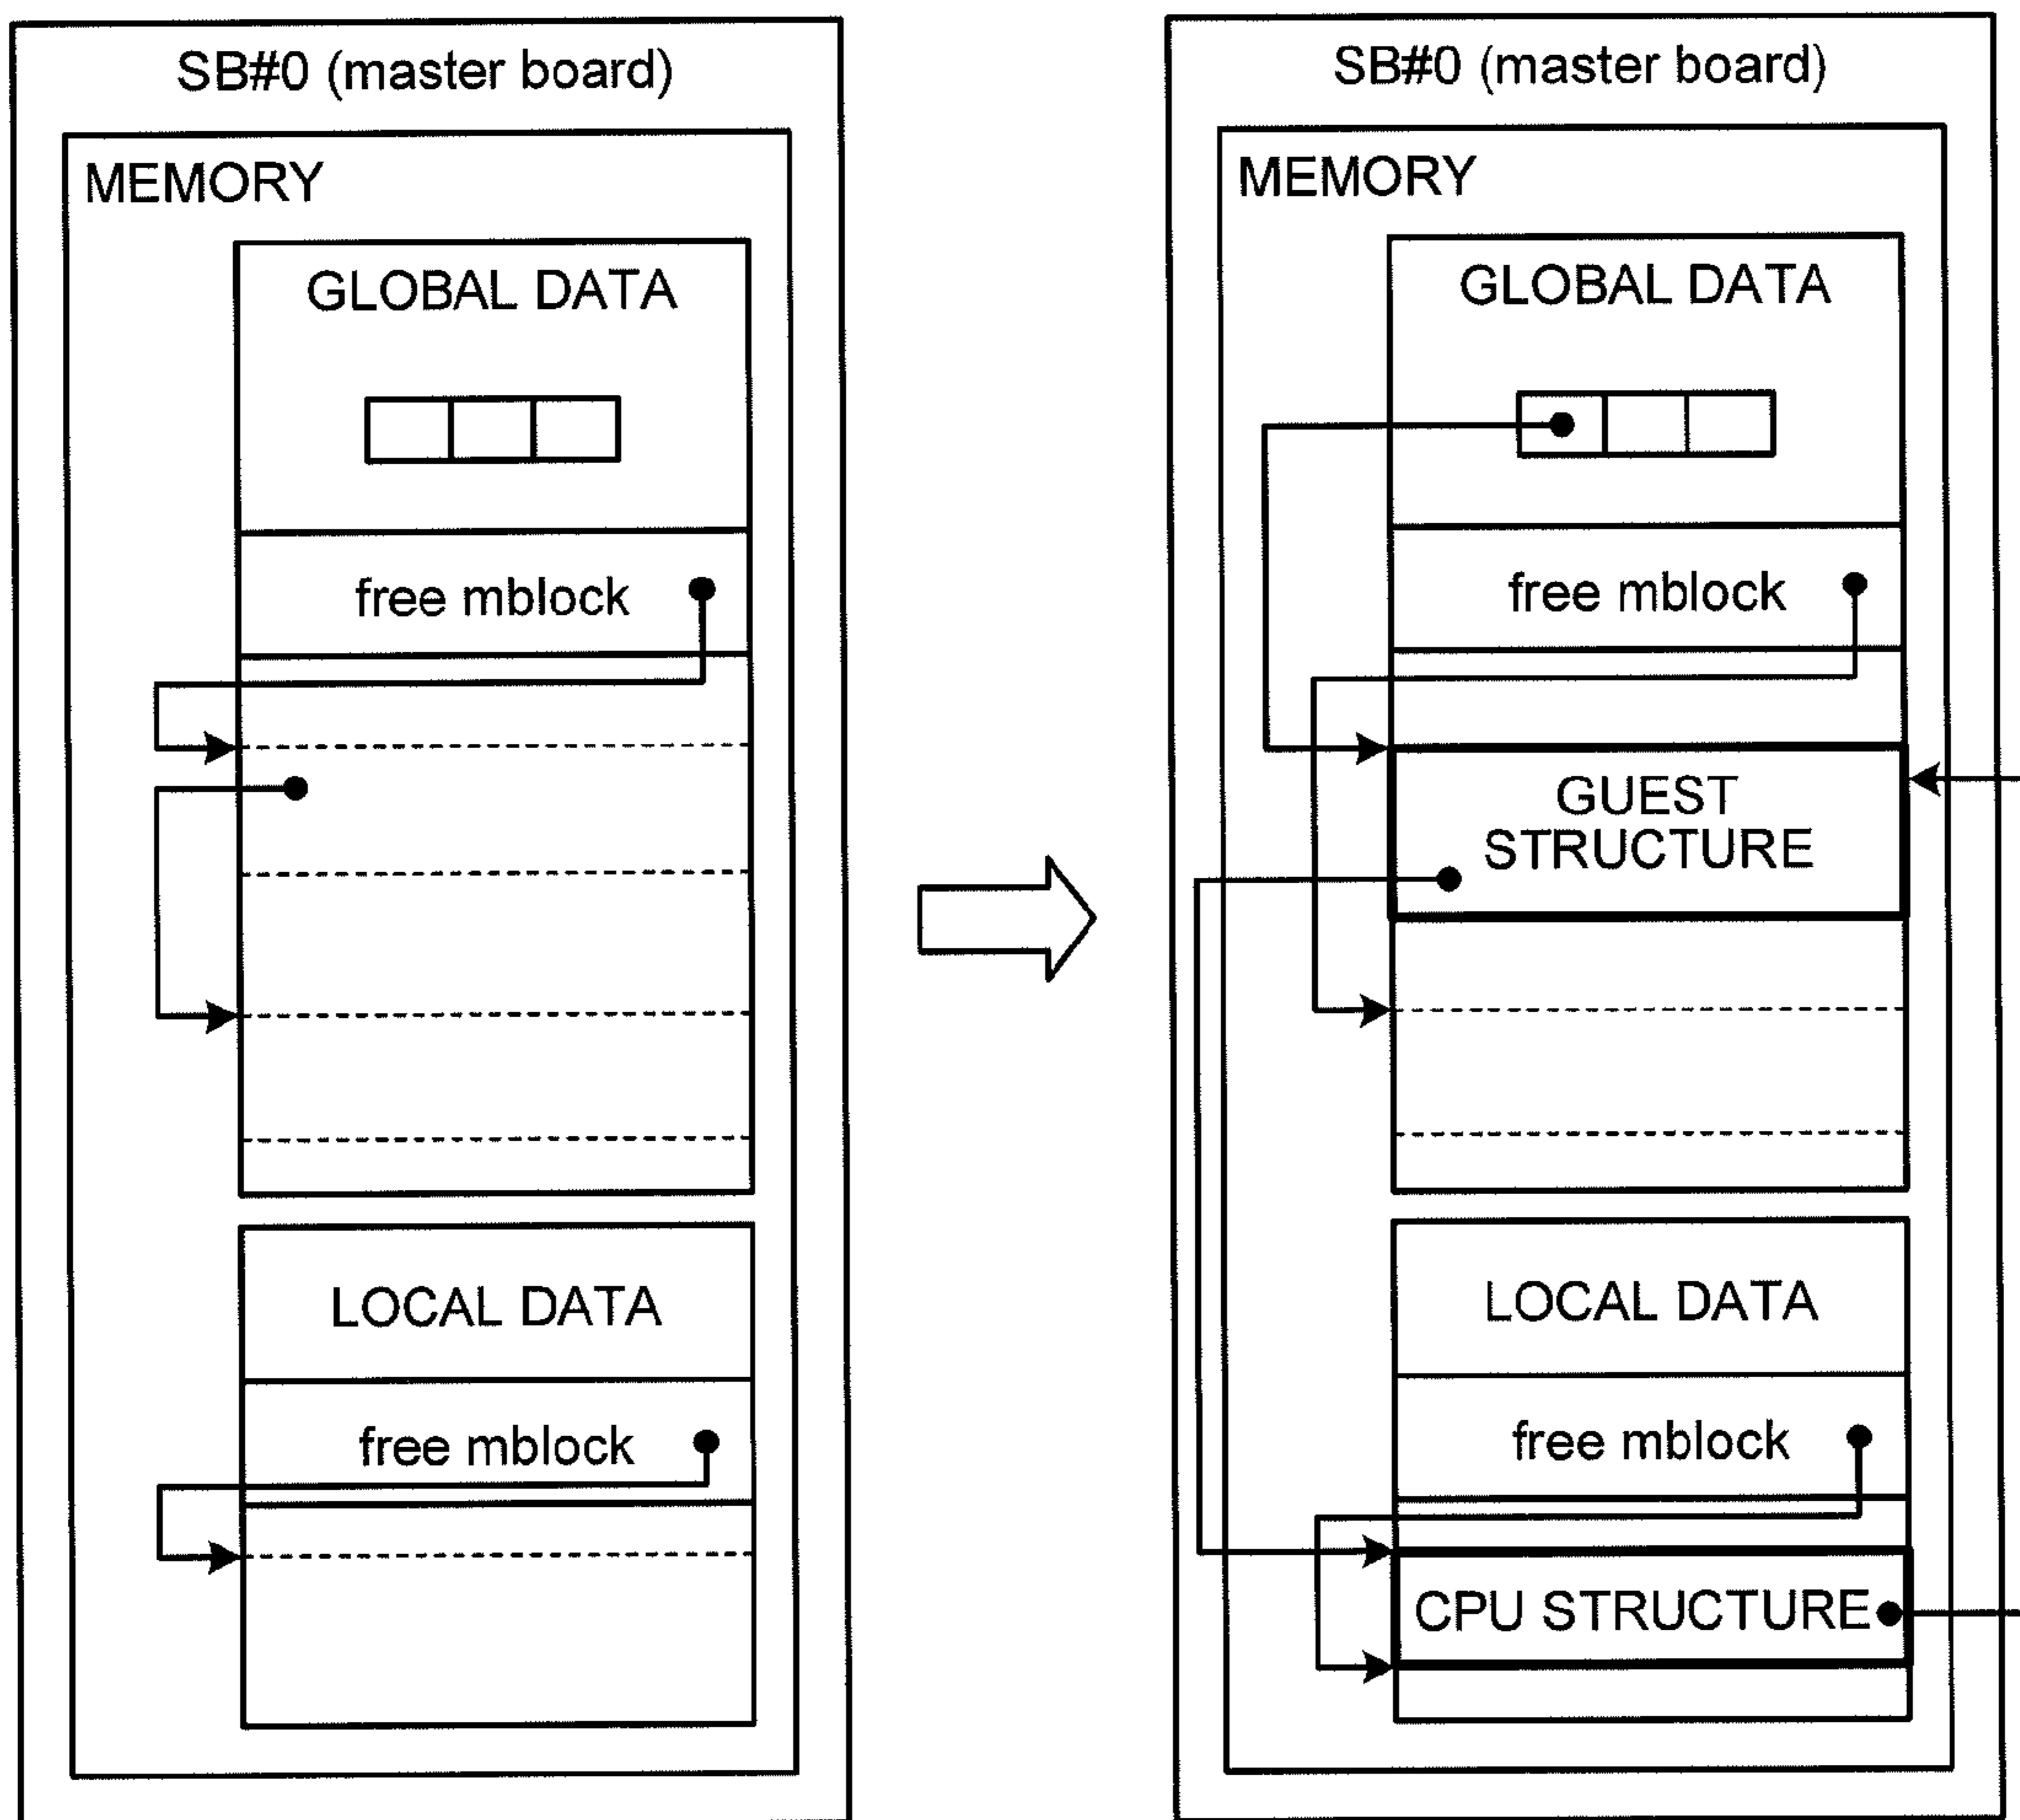 SB#0 (master board)
MEMORY
GLOBAL DATA
free mblock
LOCAL DATA
free mblock
SB#0 (master board)
MEMORY
GLOBAL DATA
free mblock
GUEST
STRUCTURE
LOCAL DATA
free mblock
CPU STRUCTURE